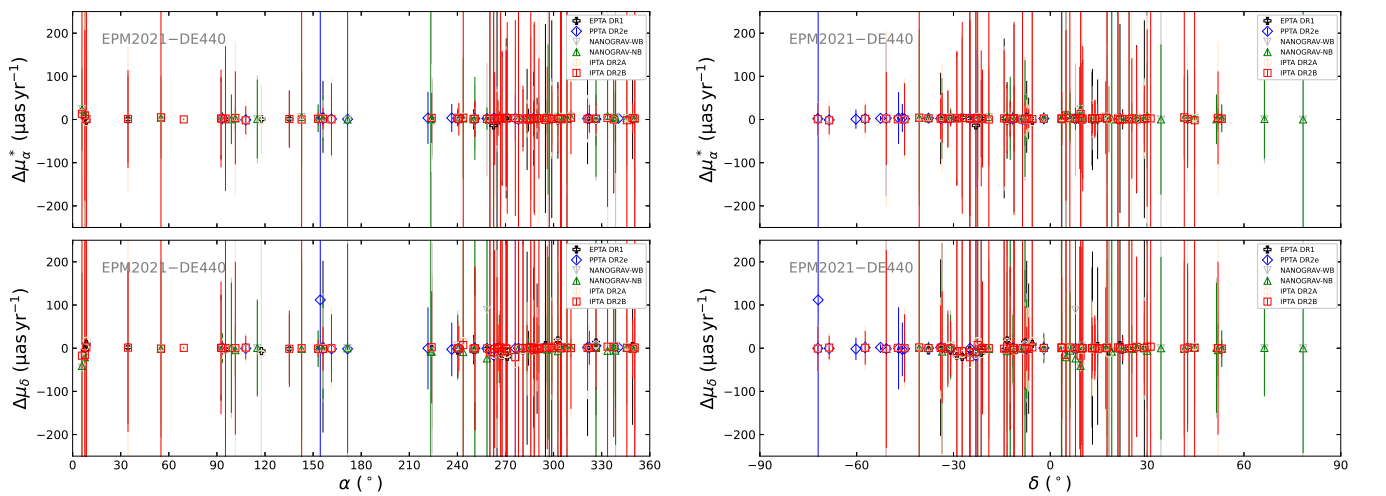 200
100
0
−100
−200
Δμ*α (μas yr−1)
EPM2021−DE440
EPTA DR1
PPTA DR2e
NANOGRAV-WB
NANOGRAV-NB
IPTA DR2A
IPTA DR2B
200
100
0
−100
−200
Δμ*α (μas yr−1)
EPM2021−DE440
EPTA DR1
PPTA DR2e
NANOGRAV-WB
NANOGRAV-NB
IPTA DR2A
IPTA DR2B
200
100
0
−100
−200
Δμδ (μas yr−1)
EPM2021−DE440
EPTA DR1
PPTA DR2e
NANOGRAV-WB
NANOGRAV-NB
IPTA DR2A
IPTA DR2B
0 30 60 90 120 150 180 210 240 270 300 330 360
α (°)
200
100
0
−100
−200
Δμδ (μas yr−1)
EPM2021−DE440
EPTA DR1
PPTA DR2e
NANOGRAV-WB
NANOGRAV-NB
IPTA DR2A
IPTA DR2B
−90 −60 −30 0 30 60 90
δ (°)